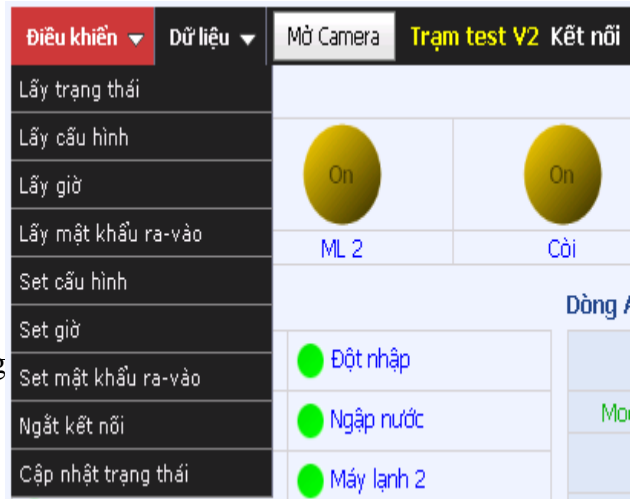 Điều khiển Dữ liệu Mở Camera Trạm test V2 Kết nối
Lấy trạng thái
Lấy cấu hình
Lấy giờ
Lấy mật khẩu ra-vào
Set cấu hình
Set giờ
Set mật khẩu ra-vào
Ngắt kết nối
Cập nhật trạng thái
On On
ML 2 Còi
Dòng A
Đột nhập
Ngập nước
Máy lạnh 2